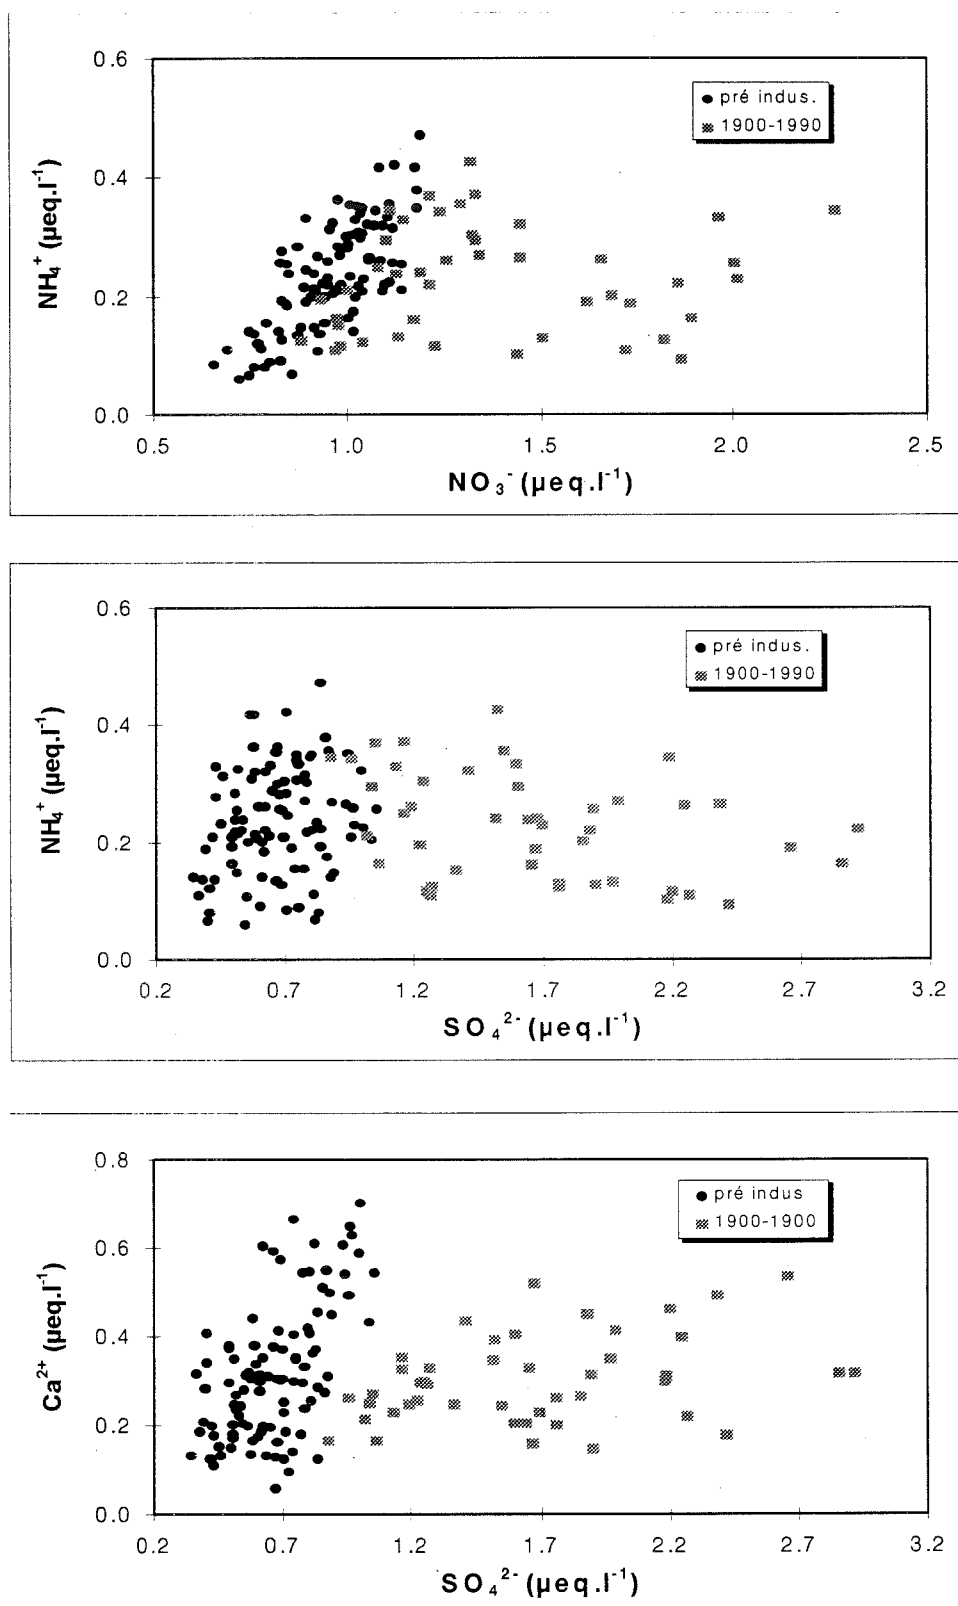 0.6
pré indus.
1900-1990
0.4
NH₄⁺ (µeq.l⁻¹)
0.2
0.0
0.5 1.0 1.5 2.0 2.5
NO₃⁻ (µeq.l⁻¹)
0.6
pré indus.
1900-1990
0.4
NH₄⁺ (µeq.l⁻¹)
0.2
0.0
0.2 0.7 1.2 1.7 2.2 2.7 3.2
SO₄²⁻ (µeq.l⁻¹)
0.8
pré indus
1900-1900
0.6
Ca²⁺ (µeq.l⁻¹)
0.4
0.2
0.0
0.2 0.7 1.2 1.7 2.2 2.7 3.2
SO₄²⁻ (µeq.l⁻¹)